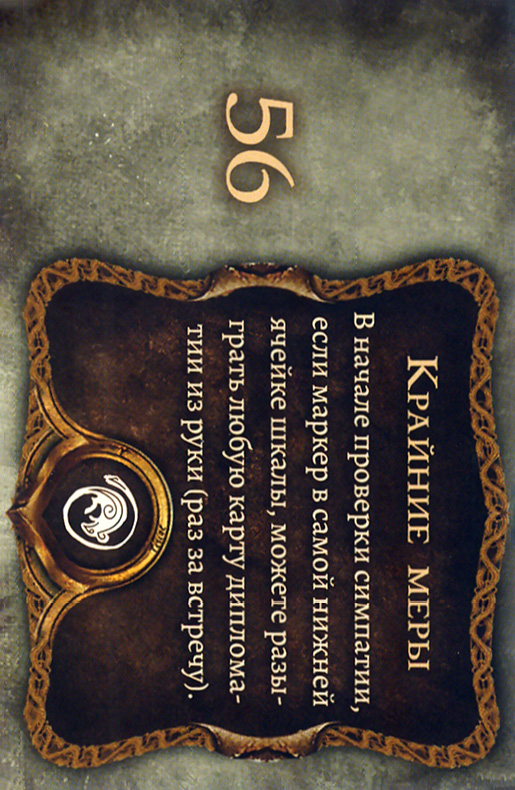 56
Крайние меры
В начале проверки симпатии,
если маркер в самой нижней
ячейке шкалы, можете разы-
грать любую карту диплома-
тии из руки (раз за встречу).